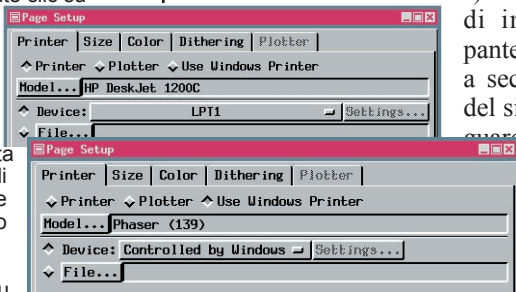 Page Setup
Printer Size Color Dithering Plotter
Printer Plotter Use Windows Printer
Model... HP DeskJet 1200C
Device: LPT1 Settings...
File...
Page Setup
Printer Size Color Dithering Plotter
Printer Plotter Use Windows Printer
Model... Phaser (139)
Device: Controlled by Windows Settings...
File...
di
pante
a sec
del si